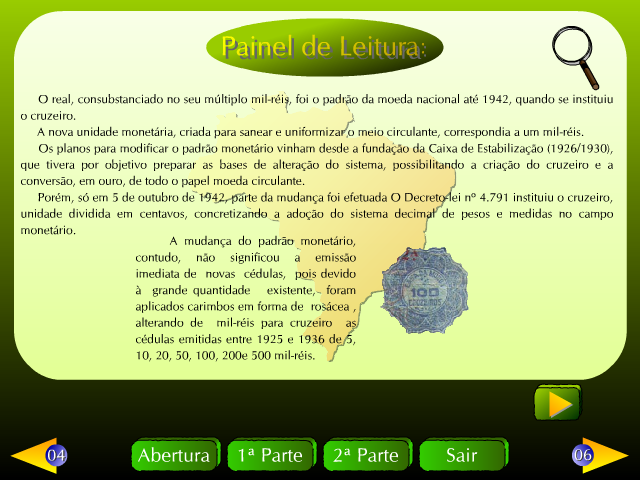 Painel de Leitura:
O real, consubstanciado no seu múltiplo mil-réis, foi o padrão da moeda nacional até 1942, quando se instituiu
o cruzeiro.
A nova unidade monetária, criada para sanear e uniformizar o meio circulante, correspondia a um mil-réis.
Os planos para modificar o padrão monetário vinham desde a fundação da Caixa de Estabilização (1926/1930),
que tivera por objetivo preparar as bases de alteração do sistema, possibilitando a criação do cruzeiro e a
conversão, em ouro, de todo o papel moeda circulante.
Porém, só em 5 de outubro de 1942, parte da mudança foi efetuada O Decreto-lei nº 4.791 instituiu o cruzeiro,
unidade dividida em centavos, concretizando a adoção do sistema decimal de pesos e medidas no campo
monetário.
A mudança do padrão monetário,
contudo, não significou a emissão
imediata de novas cédulas, pois devido
à grande quantidade existente, foram
aplicados carimbos em forma de rosácea ,
alterando de mil-réis para cruzeiro as
cédulas emitidas entre 1925 e 1936 de 5,
10, 20, 50, 100, 200e 500 mil-réis.
100
04
Abertura
1ª Parte
2ª Parte
Sair
06